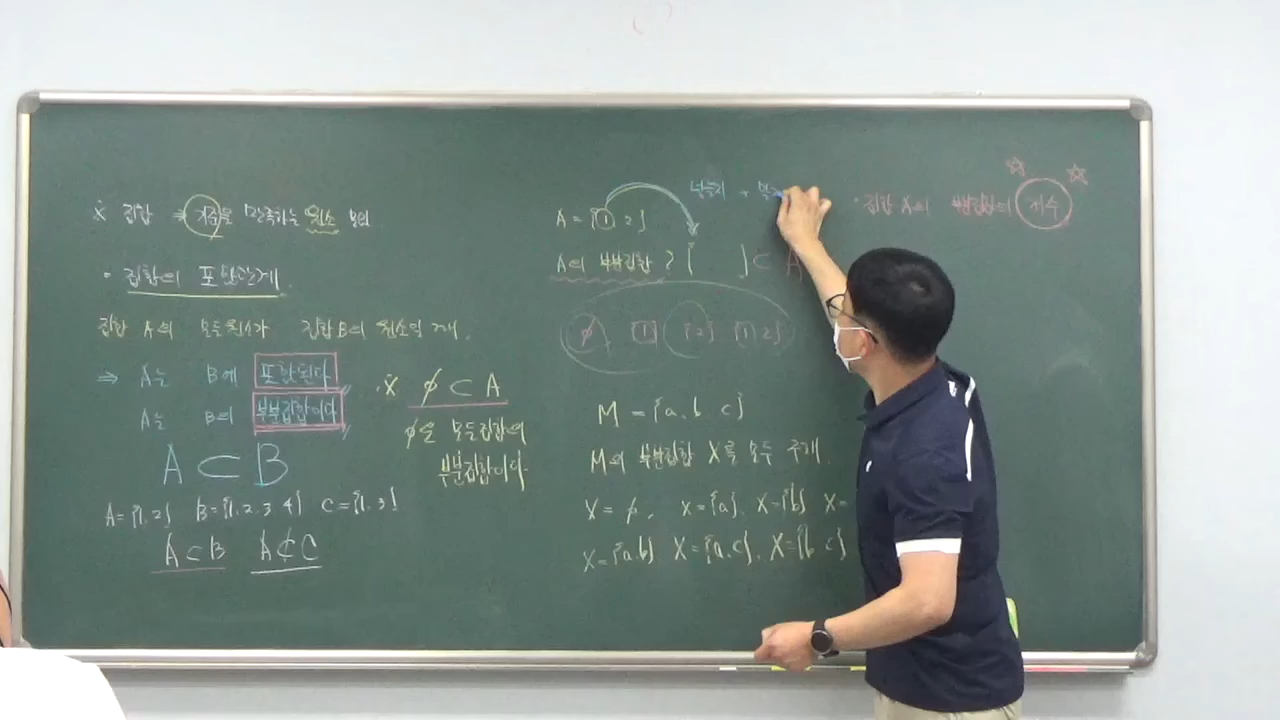 ※ 집합 ⇒ 기준을 만족하는 원소 모임
· 집합의 포함관계.
집합 A의 모든원소가 집합B의 원소일 때.
⇒ A는 B에 포함된다
A는 B의 부분집합이다
A ⊂ B
A={1,2} B={1,2,3,4} C={1,3}
A⊂B A⊄C
※ ∅ ⊂ A
∅은 모든집합의
부분집합이다.
A={1 2}
A의 부분집합? { }⊂ A
∅ {1} {2} {1 2}
M = {a,b c}
M의 부분집합 X를 모두 구해.
X=∅, X={a}, X={b} X=
X={a,b} X={a,c}, X={b c}
· 집합 A의 부분집합의 개수